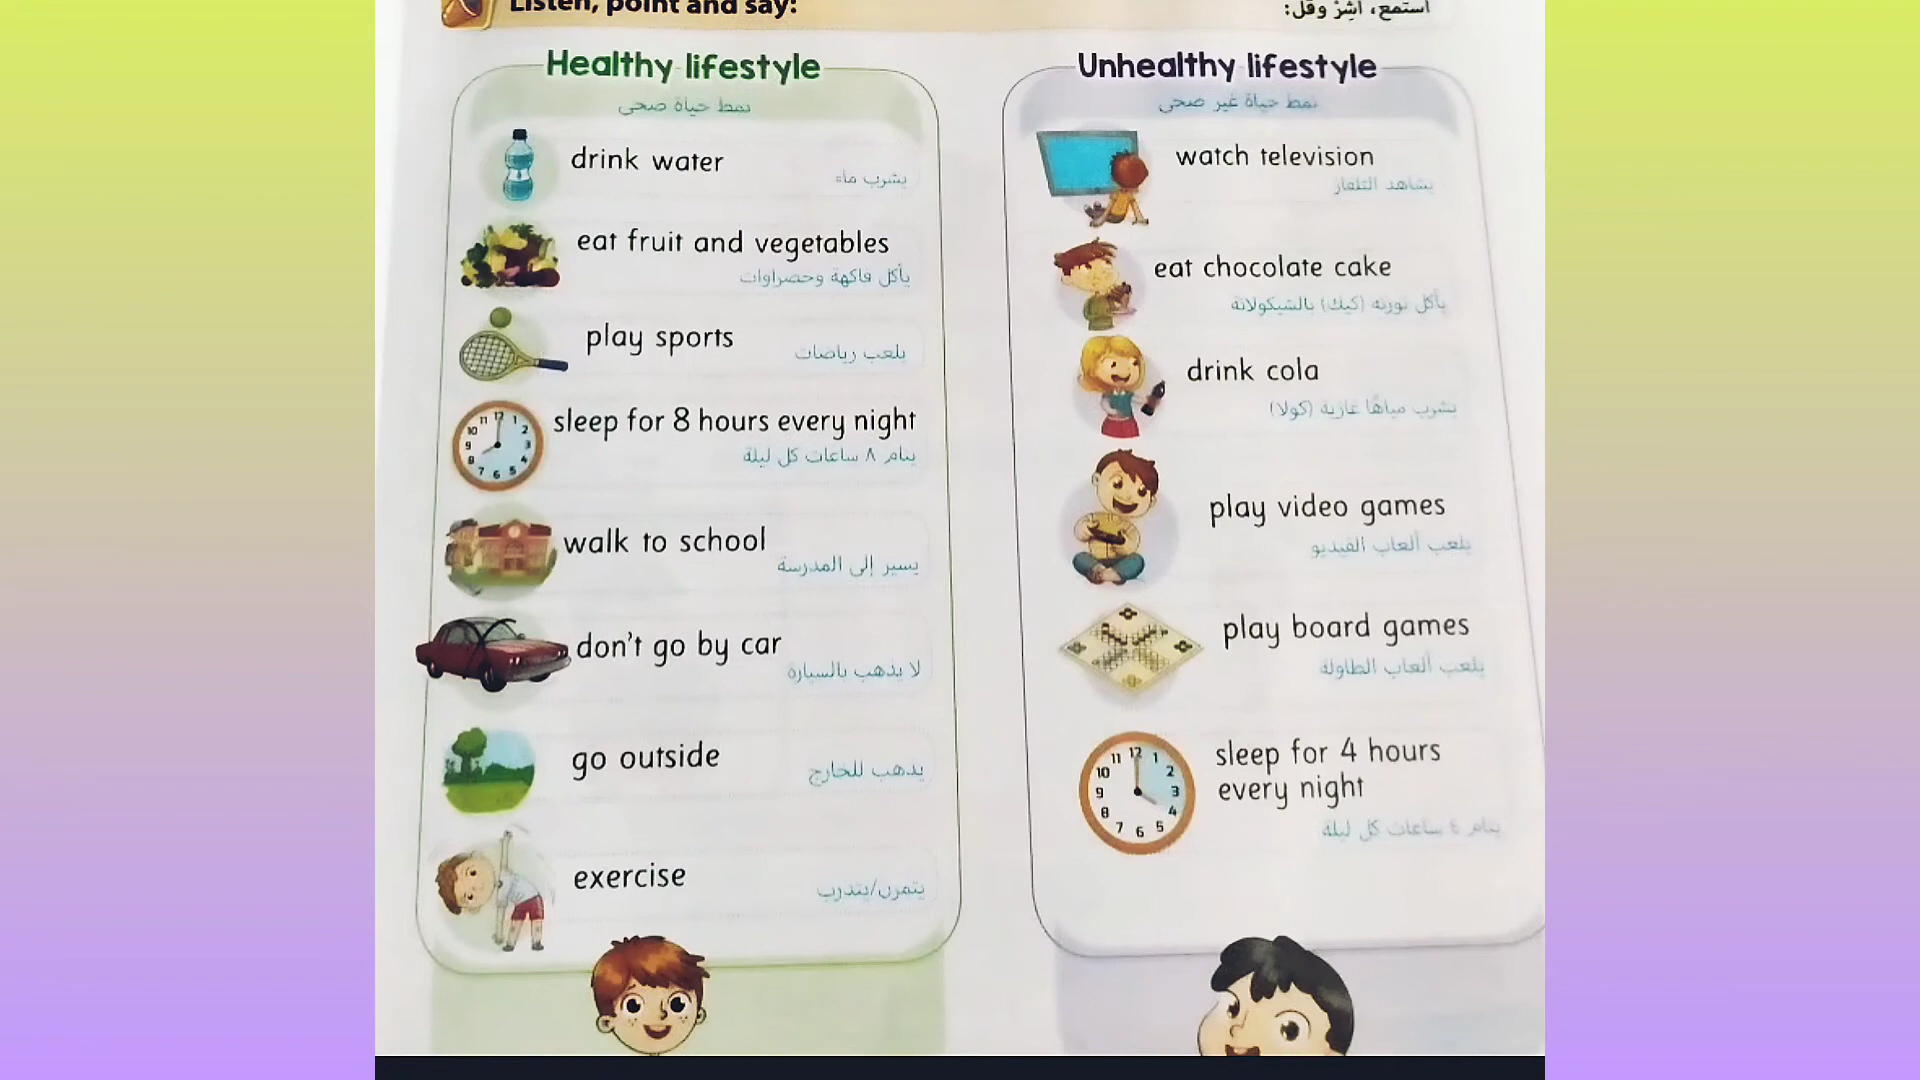 Listen, point and say:
استمع، أشِرْ وقُل:
Healthy lifestyle
نمط حياة صحى
drink water
يشرب ماء
eat fruit and vegetables
يأكل فاكهة وخضراوات
play sports
يلعب رياضات
sleep for 8 hours every night
ينام ٨ ساعات كل ليلة
walk to school
يسير إلى المدرسة
don't go by car
لا يذهب بالسيارة
go outside
يذهب للخارج
exercise
يتمرن/يتدرب
Unhealthy lifestyle
نمط حياة غير صحى
watch television
يشاهد التلفاز
eat chocolate cake
يأكل تورته (كيك) بالشيكولاتة
drink cola
يشرب مياهًا غازية (كولا)
play video games
يلعب ألعاب الفيديو
play board games
يلعب ألعاب الطاولة
sleep for 4 hours
every night
ينام ٤ ساعات كل ليلة